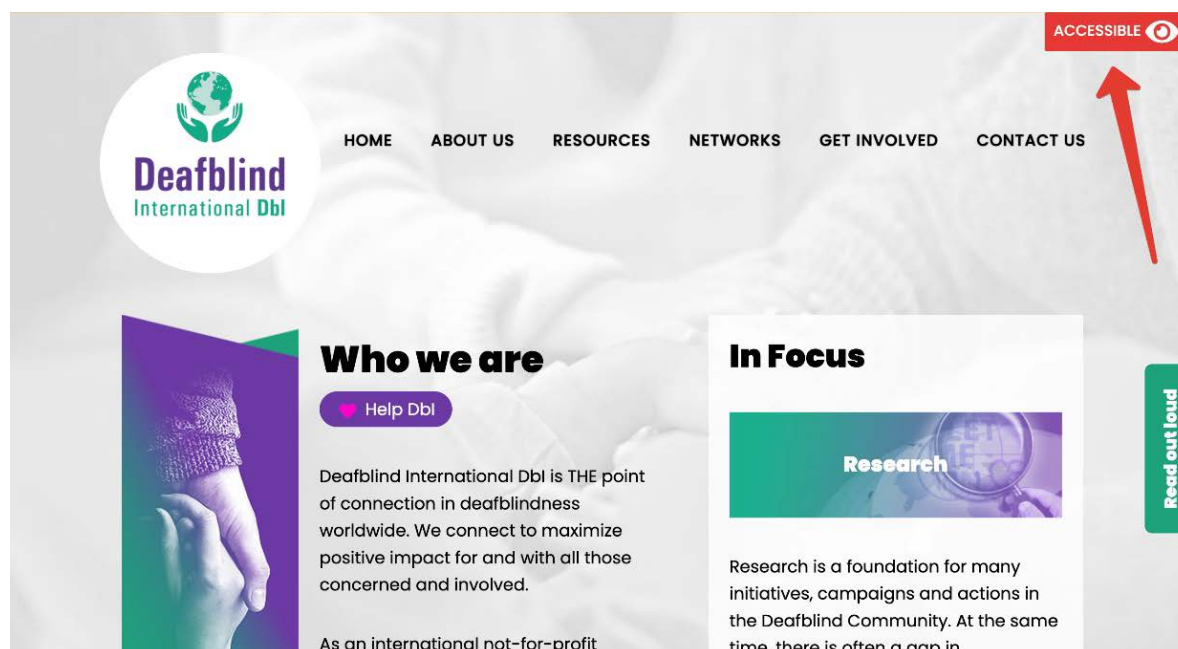 ACCESSIBLE
Deafblind
International DbI
HOME ABOUT US RESOURCES NETWORKS GET INVOLVED CONTACT US
Who we are
Help DbI
Deafblind International DbI is THE point
of connection in deafblindness
worldwide. We connect to maximize
positive impact for and with all those
concerned and involved.
As an international not-for-profit
In Focus
Research
Research is a foundation for many
initiatives, campaigns and actions in
the Deafblind Community. At the same
time, there is often a gap in
Read out loud